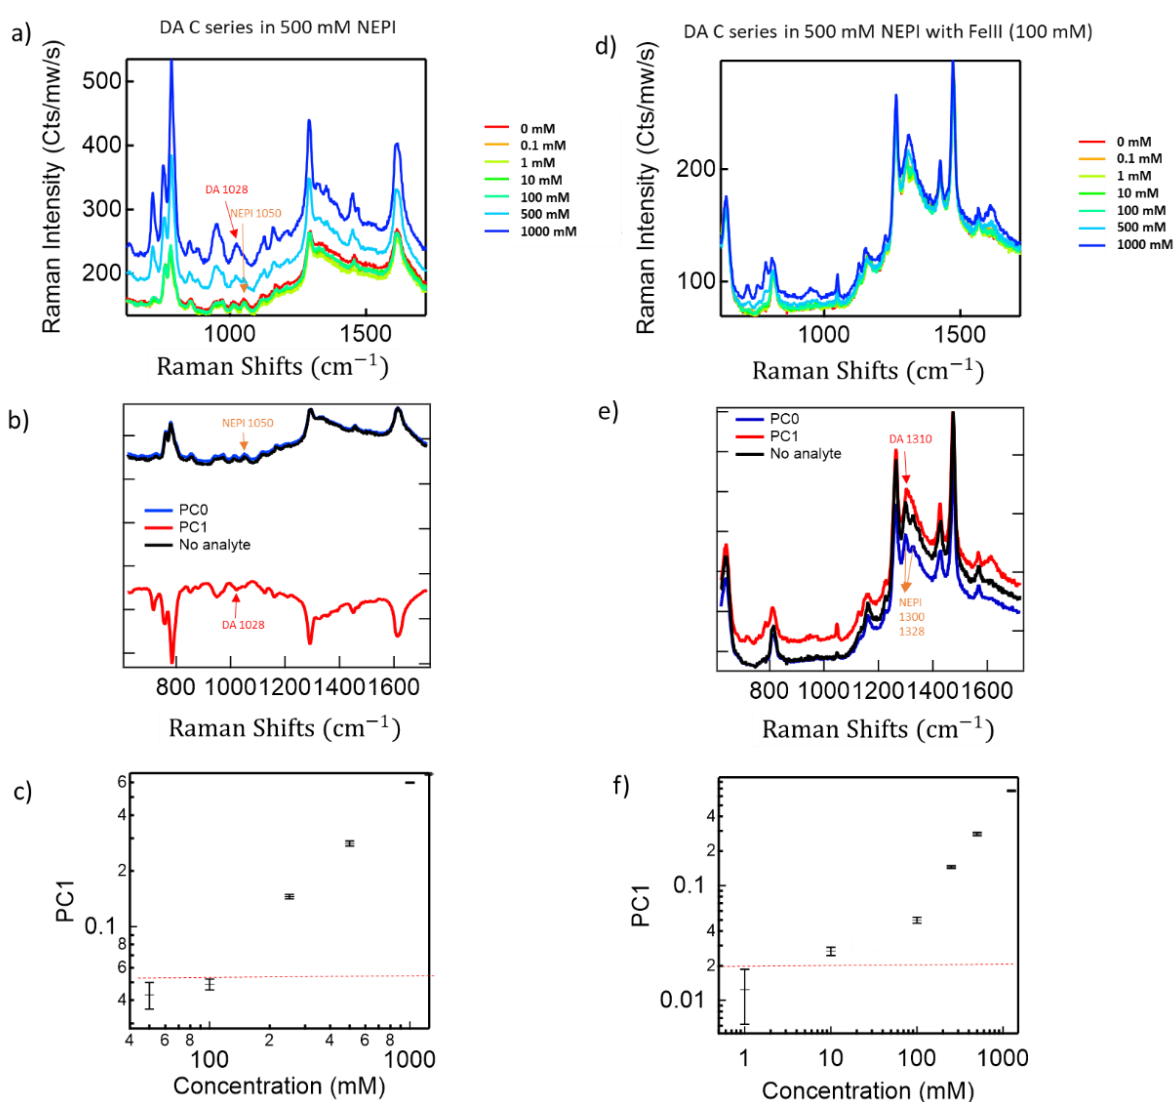 a)
DA C series in 500 mM NEPI
Raman Intensity (Cts/mw/s)
500
400
300
200
DA 1028
NEPI 1050
0 mM
0.1 mM
1 mM
10 mM
100 mM
500 mM
1000 mM
1000
1500
Raman Shifts (cm−1)
d)
DA C series in 500 mM NEPI with FeIII (100 mM)
Raman Intensity (Cts/mw/s)
200
100
0 mM
0.1 mM
1 mM
10 mM
100 mM
500 mM
1000 mM
1000
1500
Raman Shifts (cm−1)
b)
NEPI 1050
PC0
PC1
No analyte
DA 1028
800 1000 1200 1400 1600
Raman Shifts (cm−1)
e)
PC0
PC1
No analyte
DA 1310
NEPI
1300
1328
800 1000 1200 1400 1600
Raman Shifts (cm−1)
c)
PC1
6
4
2
0.1
8
6
4
4 6 8 100 2 4 6 8 1000
Concentration (mM)
f)
PC1
4
2
0.1
4
2
0.01
1 10 100 1000
Concentration (mM)